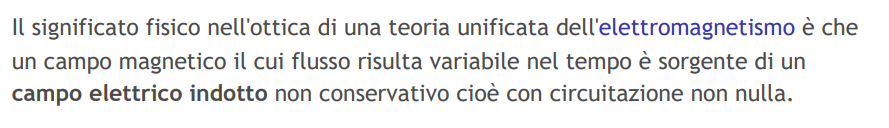 Il significato fisico nell'ottica di una teoria unificata dell'elettromagnetismo è che
un campo magnetico il cui flusso risulta variabile nel tempo è sorgente di un
campo elettrico indotto non conservativo cioè con circuitazione non nulla.